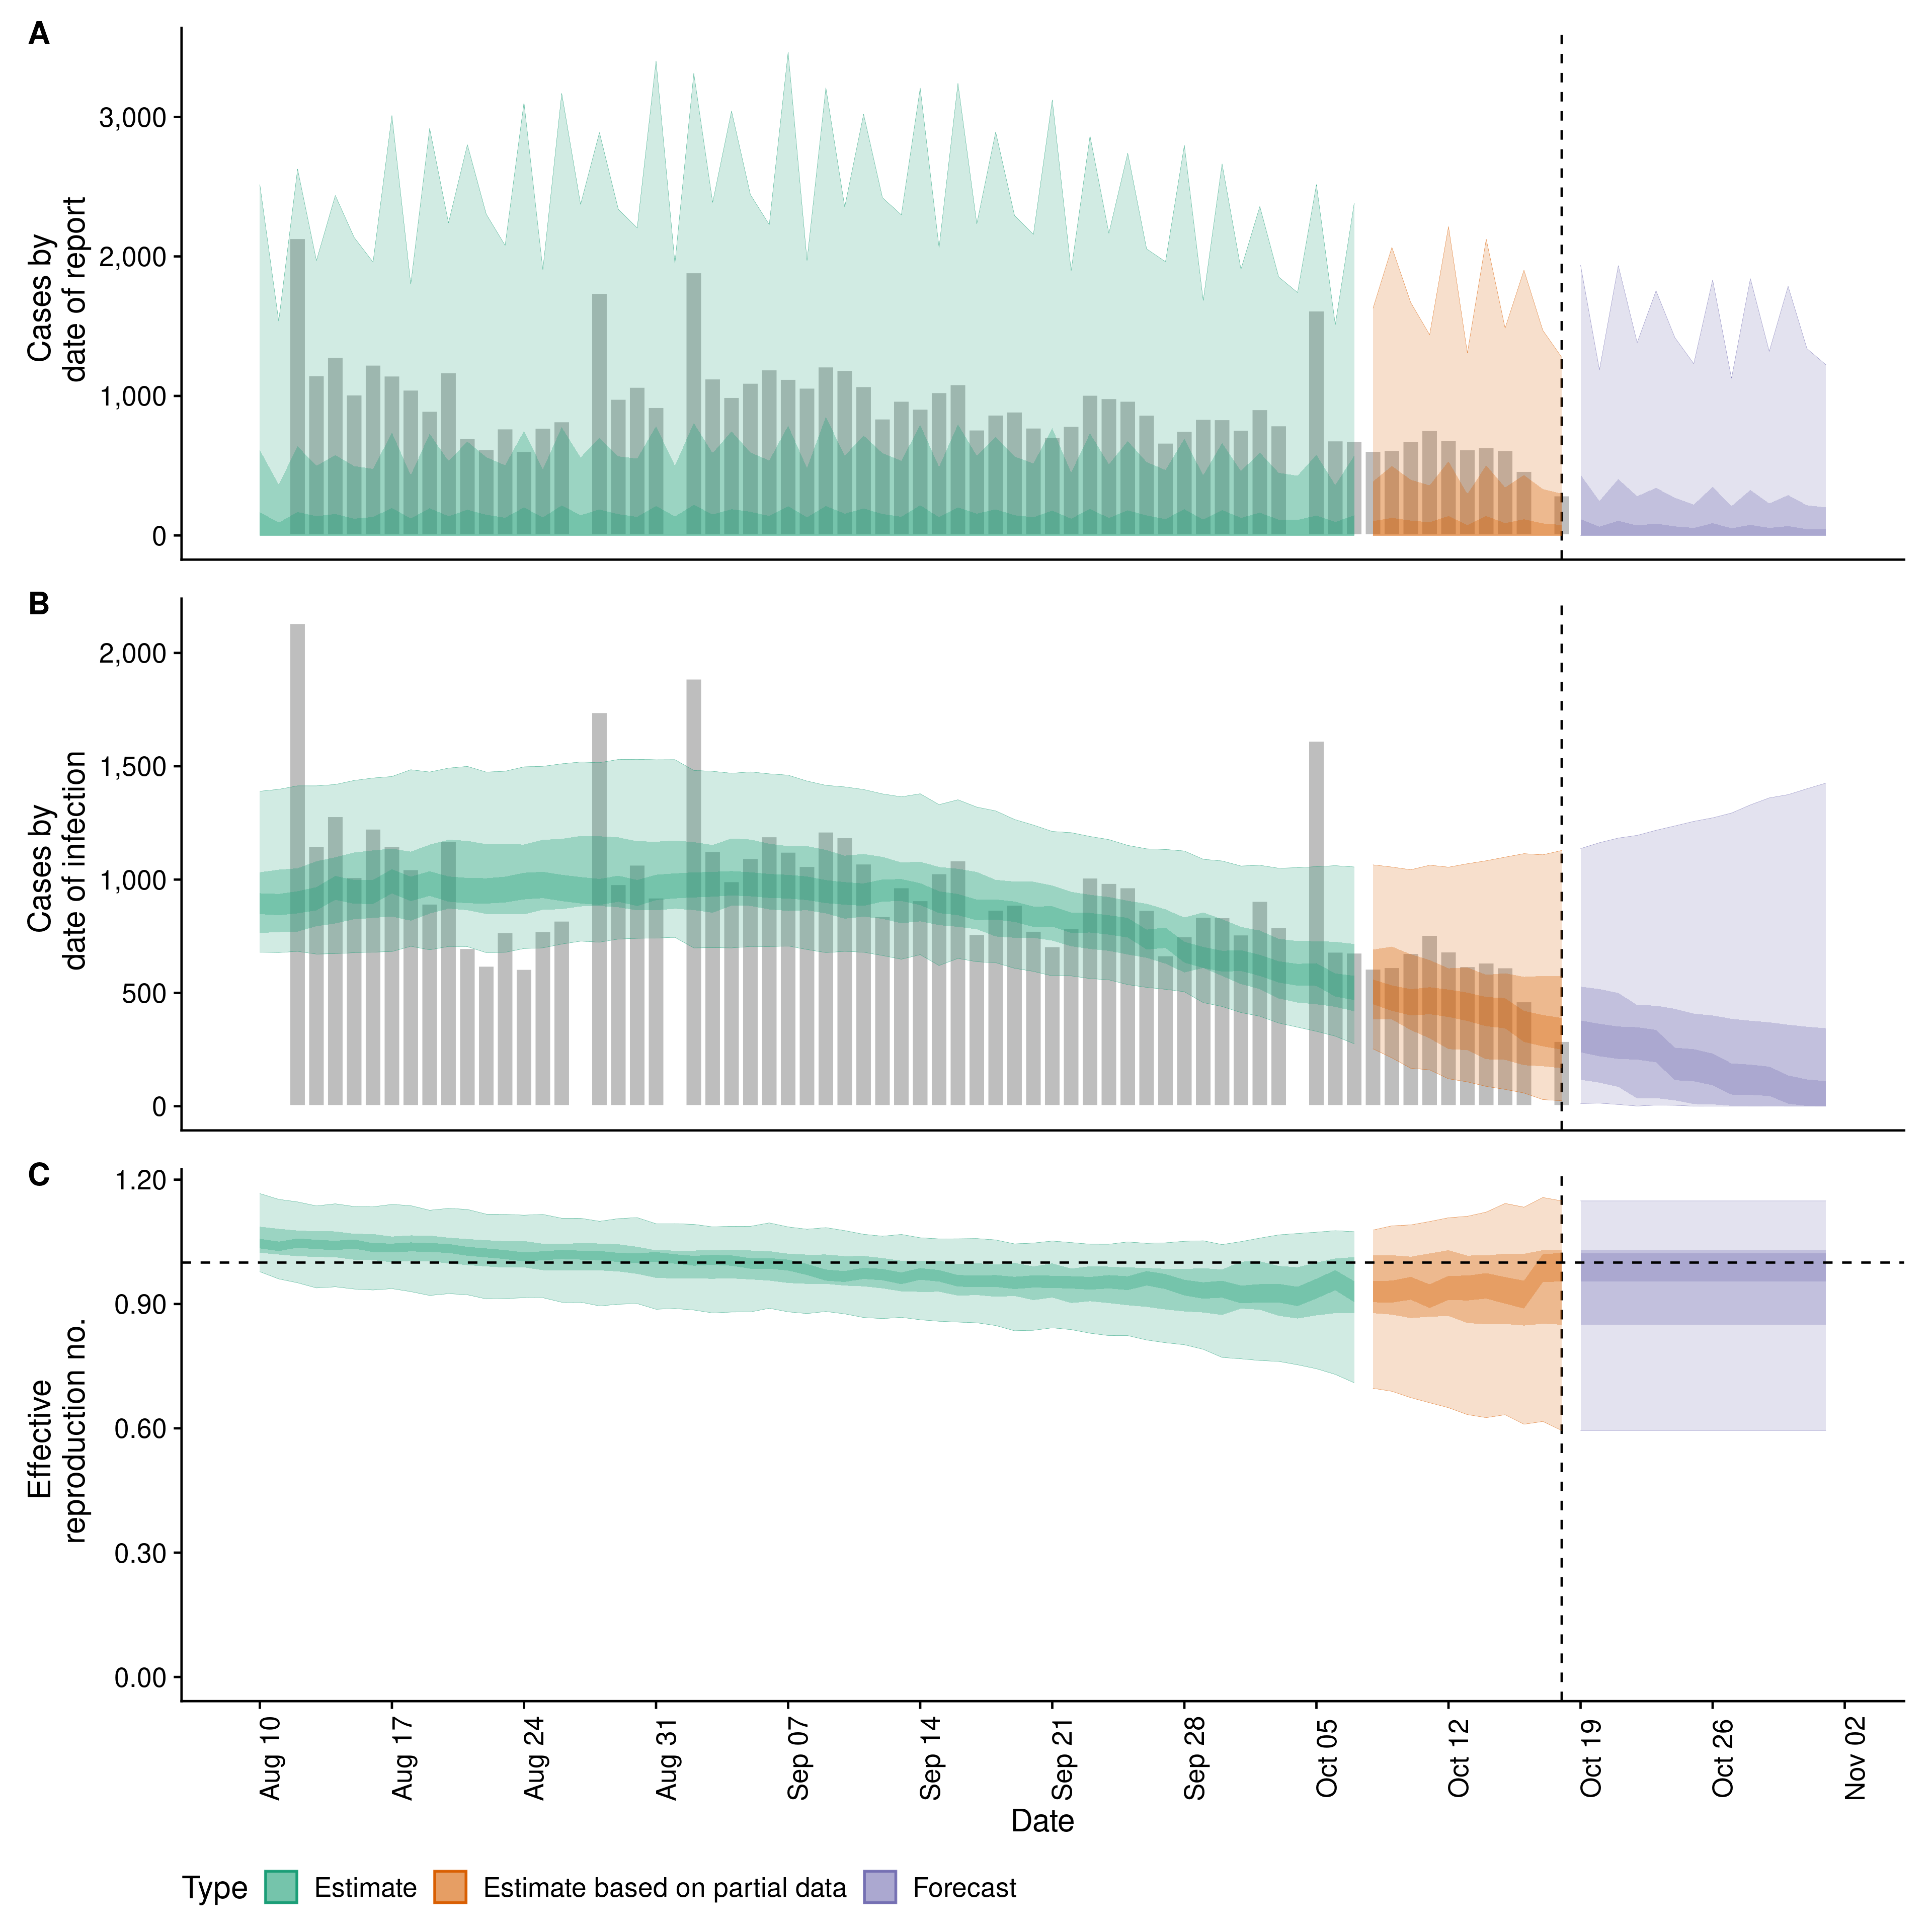 A
Cases by
date of report
3,000
2,000
1,000
0
B
Cases by
date of infection
2,000
1,500
1,000
500
0
C
Effective
reproduction no.
1.20
0.90
0.60
0.30
0.00
Aug 10
Aug 17
Aug 24
Aug 31
Sep 07
Sep 14
Sep 21
Sep 28
Oct 05
Oct 12
Oct 19
Oct 26
Nov 02
Date
Type Estimate Estimate based on partial data Forecast